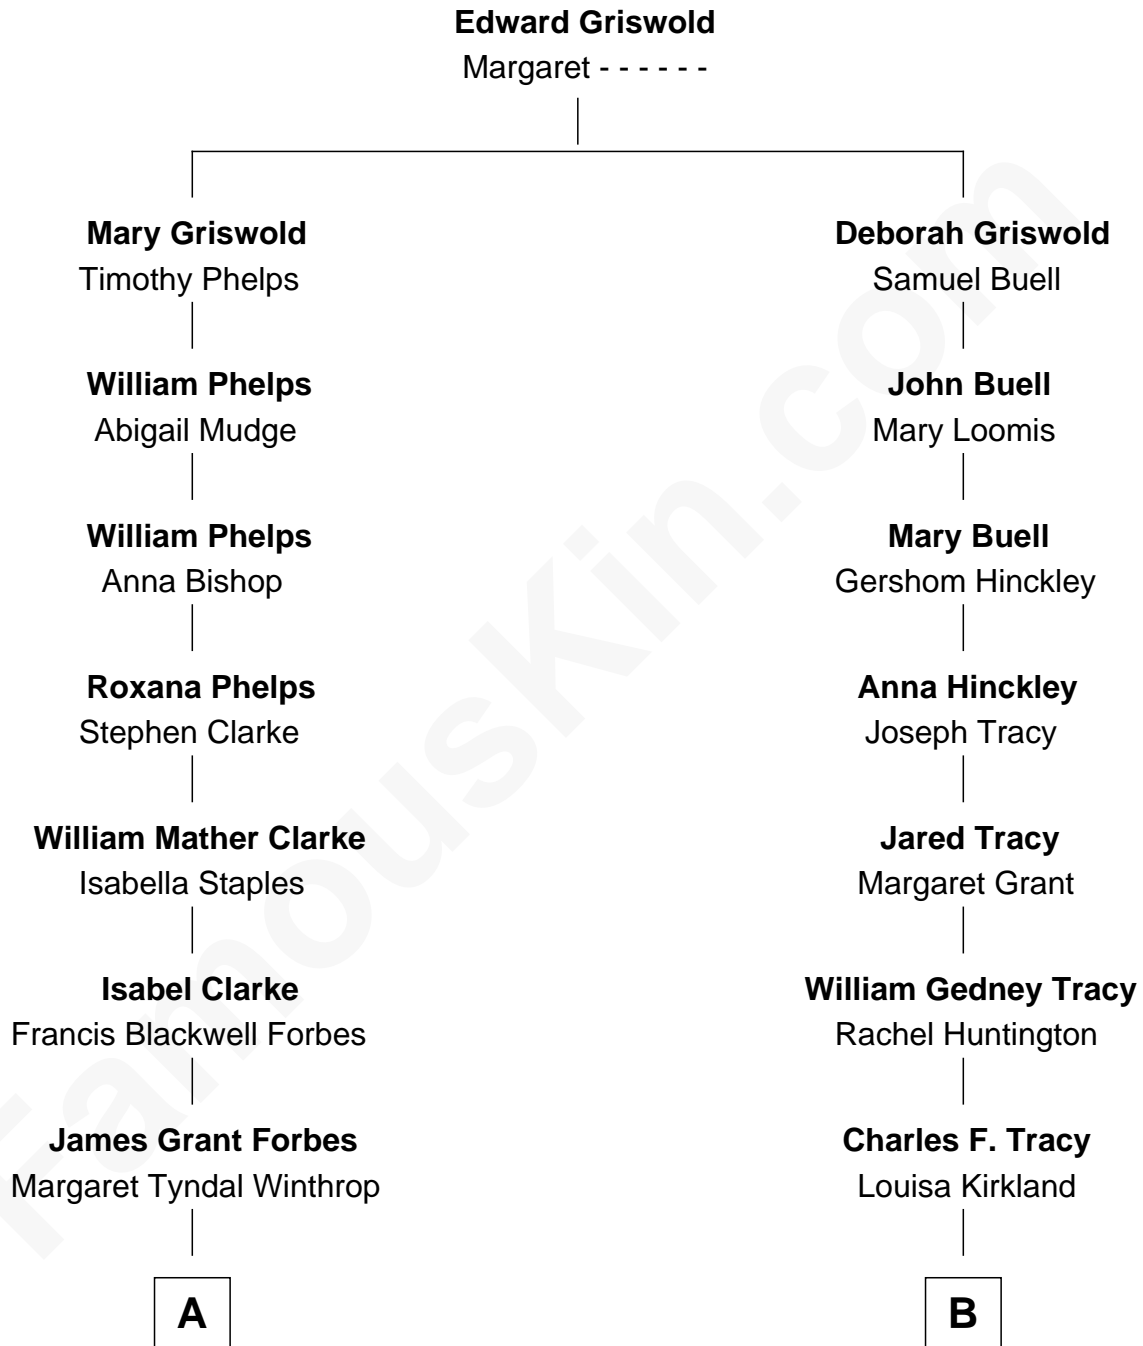 Edward Griswold
Margaret - - - - - -
Mary Griswold
Timothy Phelps
Deborah Griswold
Samuel Buell
William Phelps
Abigail Mudge
John Buell
Mary Loomis
William Phelps
Anna Bishop
Mary Buell
Gershom Hinckley
Roxana Phelps
Stephen Clarke
Anna Hinckley
Joseph Tracy
William Mather Clarke
Isabella Staples
Jared Tracy
Margaret Grant
Isabel Clarke
Francis Blackwell Forbes
William Gedney Tracy
Rachel Huntington
James Grant Forbes
Margaret Tyndal Winthrop
Charles F. Tracy
Louisa Kirkland
A
B
FamousKin.com